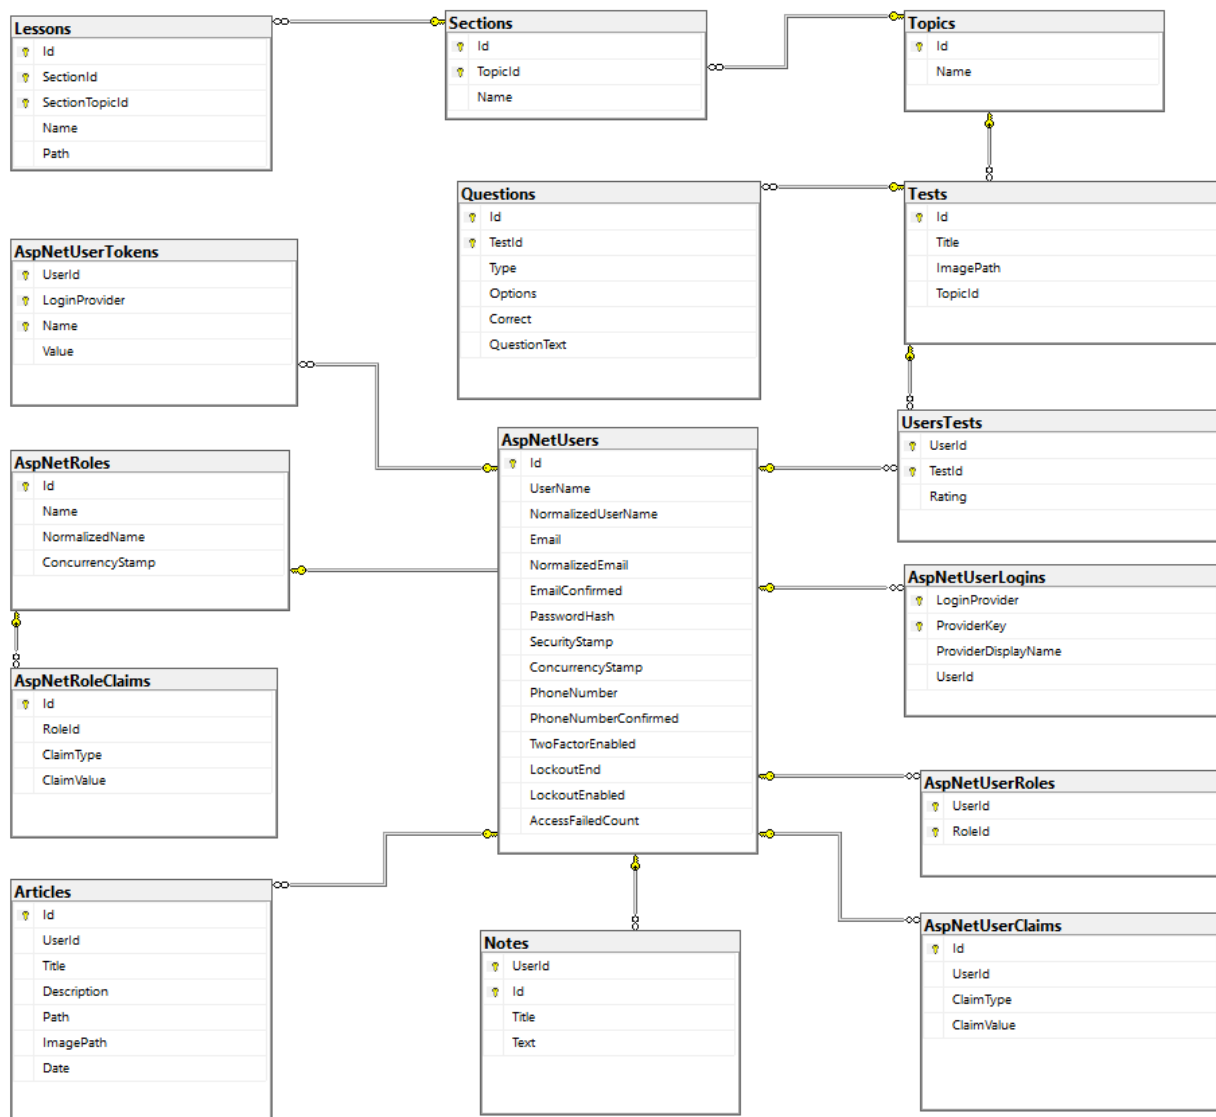 Lessons
Id
SectionId
SectionTopicId
Name
Path
Sections
Id
TopicId
Name
Topics
Id
Name
Questions
Id
TestId
Type
Options
Correct
QuestionText
Tests
Id
Title
ImagePath
TopicId
AspNetUserTokens
UserId
LoginProvider
Name
Value
AspNetUsers
Id
UserName
NormalizedUserName
Email
NormalizedEmail
EmailConfirmed
PasswordHash
SecurityStamp
ConcurrencyStamp
PhoneNumber
PhoneNumberConfirmed
TwoFactorEnabled
LockoutEnd
LockoutEnabled
AccessFailedCount
UsersTests
UserId
TestId
Rating
AspNetRoles
Id
Name
NormalizedName
ConcurrencyStamp
AspNetUserLogins
LoginProvider
ProviderKey
ProviderDisplayName
UserId
AspNetRoleClaims
Id
RoleId
ClaimType
ClaimValue
AspNetUserRoles
UserId
RoleId
Articles
Id
UserId
Title
Description
Path
ImagePath
Date
Notes
UserId
Id
Title
Text
AspNetUserClaims
Id
UserId
ClaimType
ClaimValue